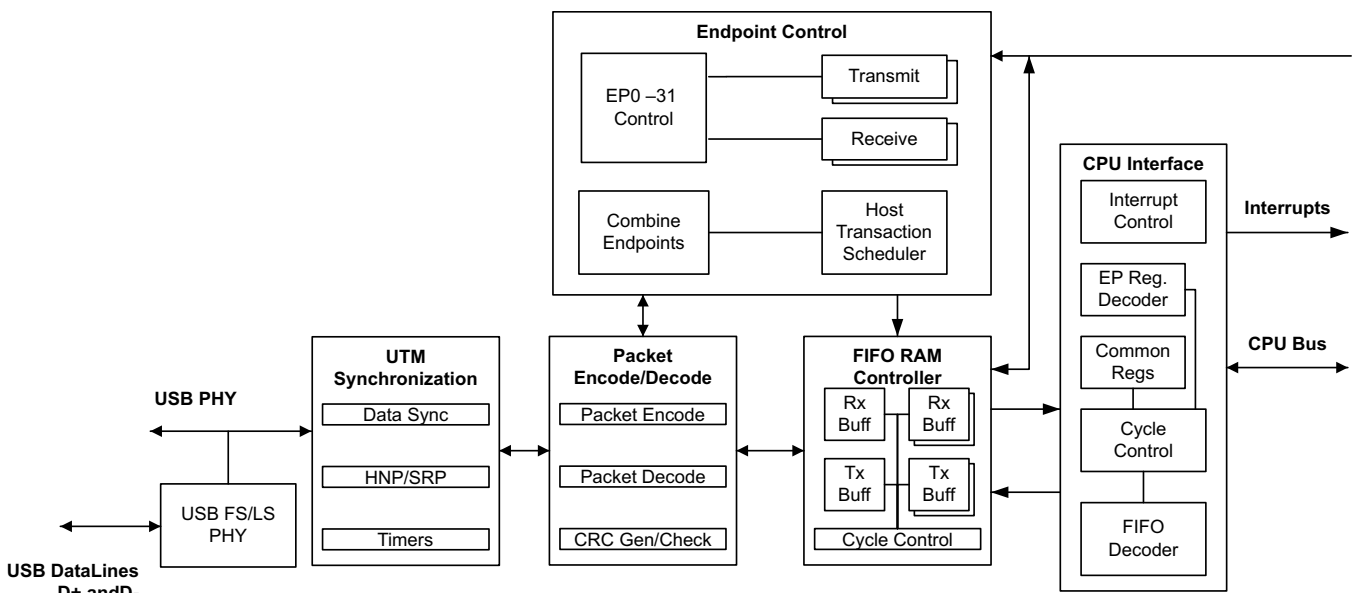 Endpoint Control
EP0 –31
Control
Transmit
Receive
Combine
Endpoints
Host
Transaction
Scheduler
CPU Interface
Interrupt
Control
Interrupts
EP Reg.
Decoder
Common
Regs
CPU Bus
Cycle
Control
FIFO
Decoder
UTM
Synchronization
Data Sync
HNP/SRP
Timers
Packet
Encode/Decode
Packet Encode
Packet Decode
CRC Gen/Check
FIFO RAM
Controller
Rx
Buff
Rx
Buff
Tx
Buff
Tx
Buff
Cycle Control
USB PHY
USB FS/LS
PHY
USB DataLines
D+ andD-